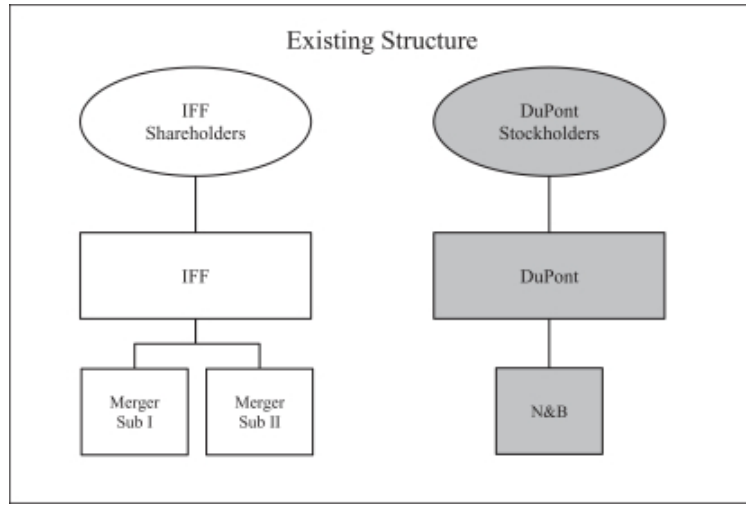 Existing Structure
IFF
Shareholders
DuPont
Stockholders
IFF
DuPont
Merger
Sub I
Merger
Sub II
N&B